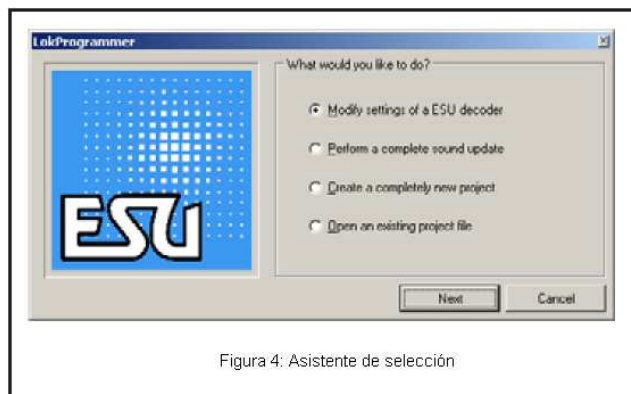 LokProgrammer
What would you like to do?
Modify settings of a ESU decoder
Perform a complete sound update
Create a completely new project
Open an existing project file
ESU
Next
Cancel
Figura 4: Asistente de selección